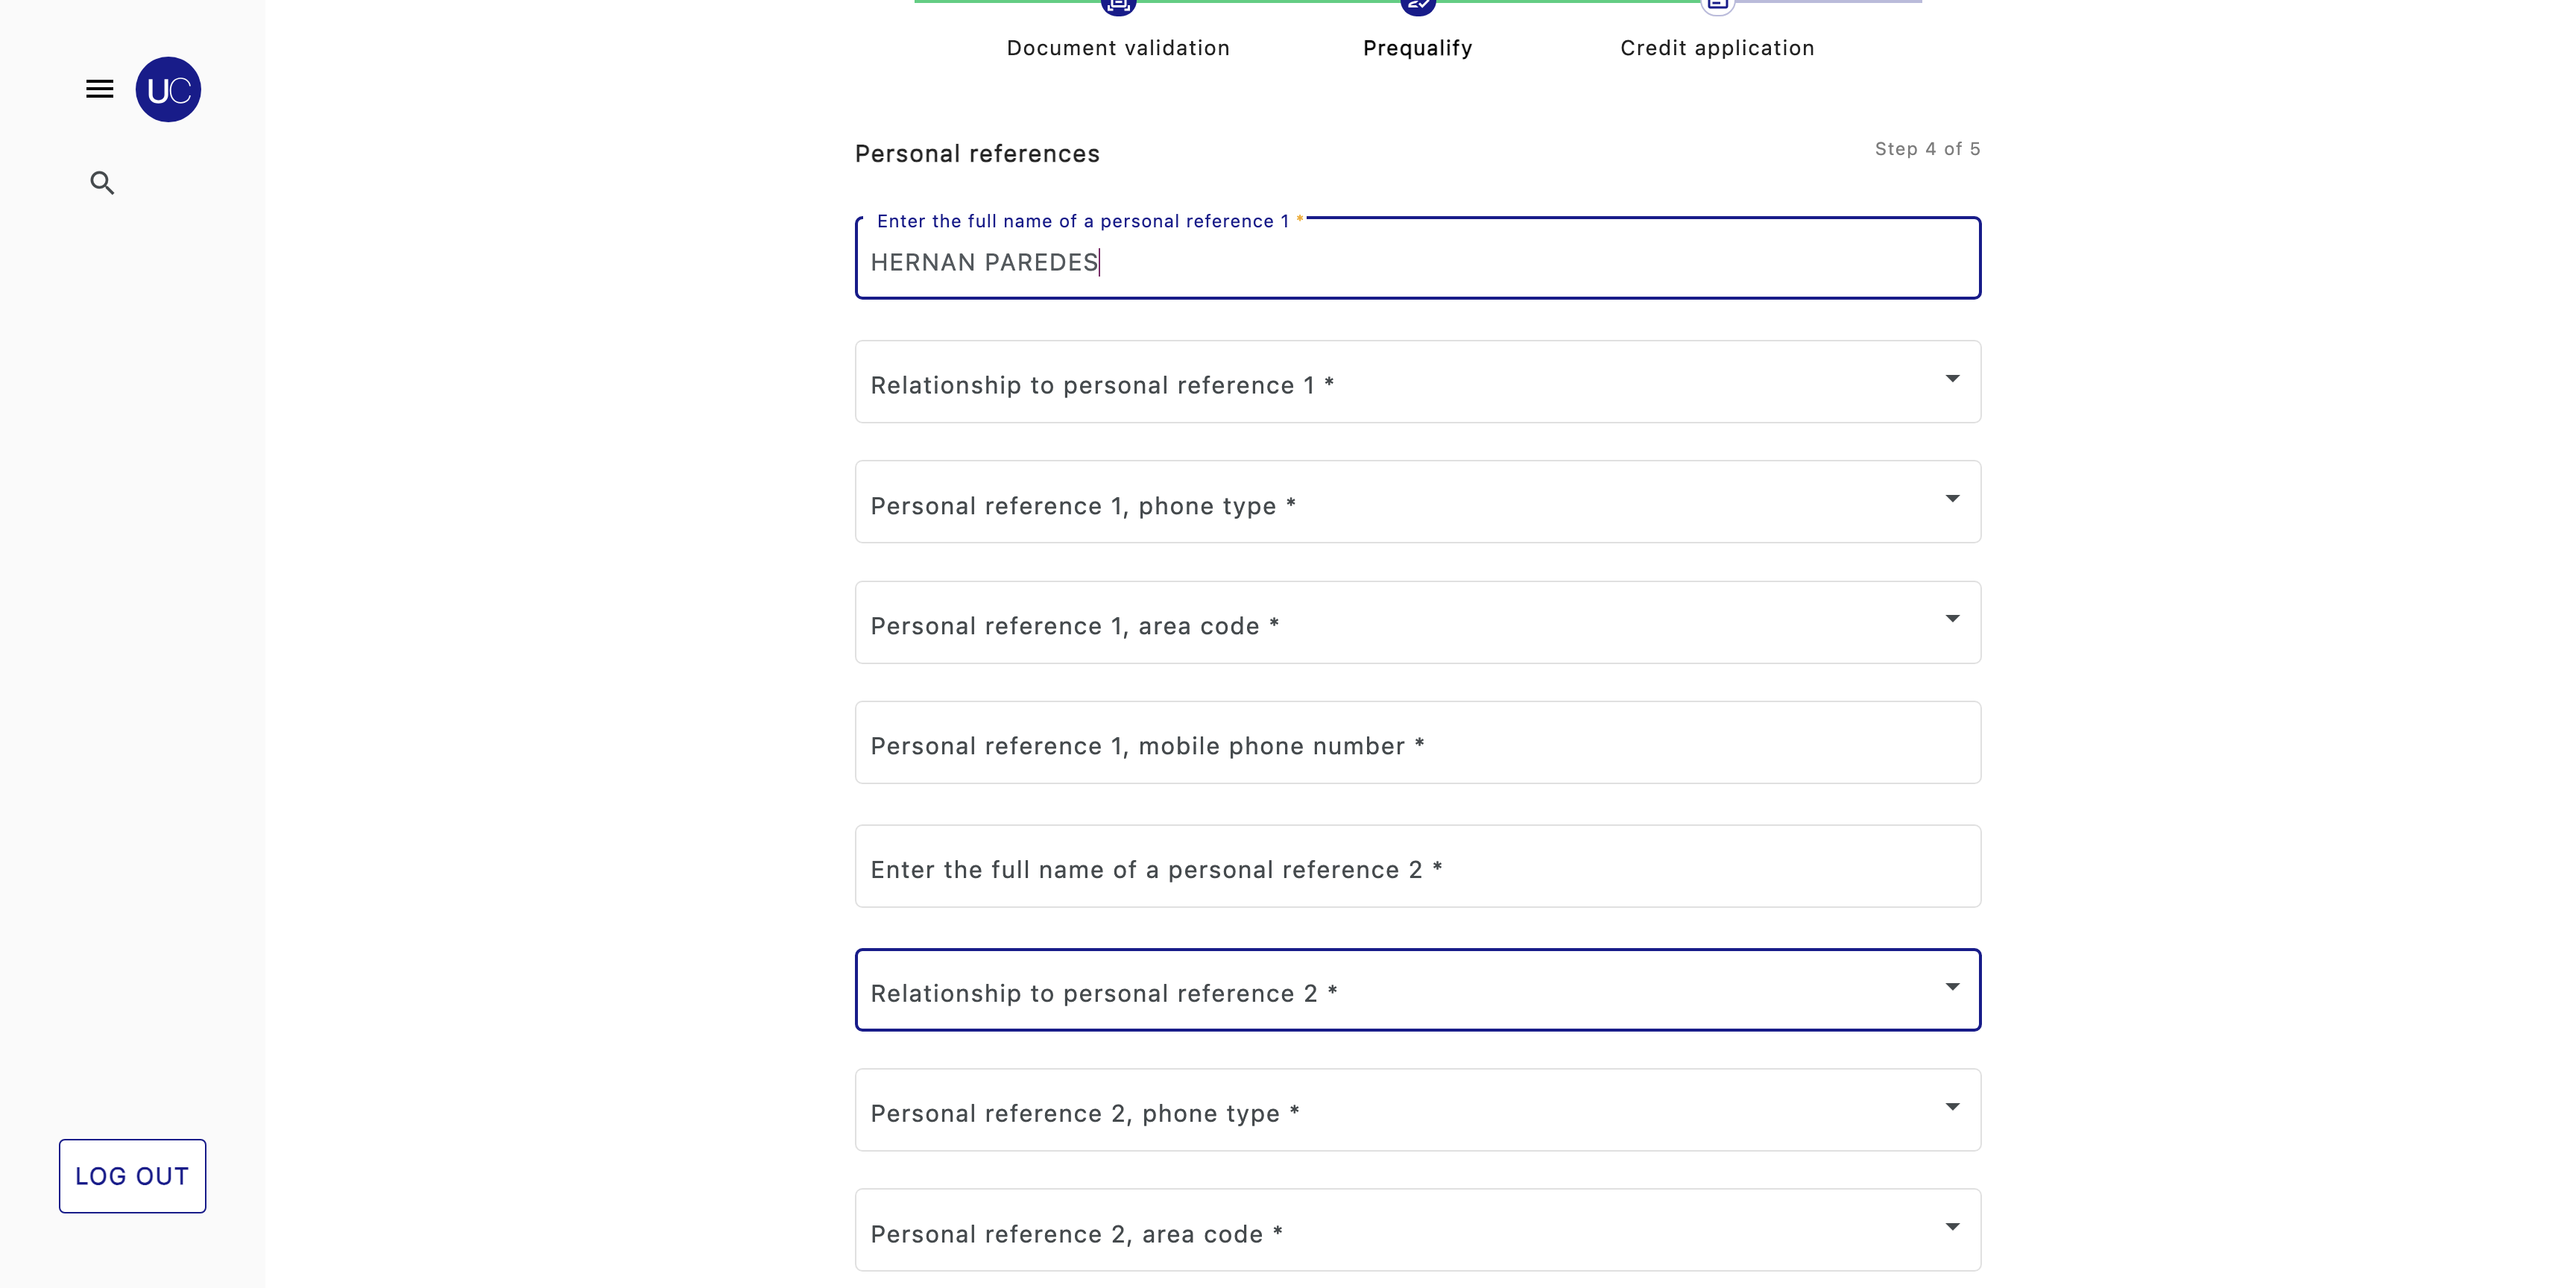 Document validation
Prequalify
Credit application
UC
Personal references
Step 4 of 5
Enter the full name of a personal reference 1 *
HERNAN PAREDES
Relationship to personal reference 1 *
Personal reference 1, phone type *
Personal reference 1, area code *
Personal reference 1, mobile phone number *
Enter the full name of a personal reference 2 *
Relationship to personal reference 2 *
Personal reference 2, phone type *
LOG OUT
Personal reference 2, area code *